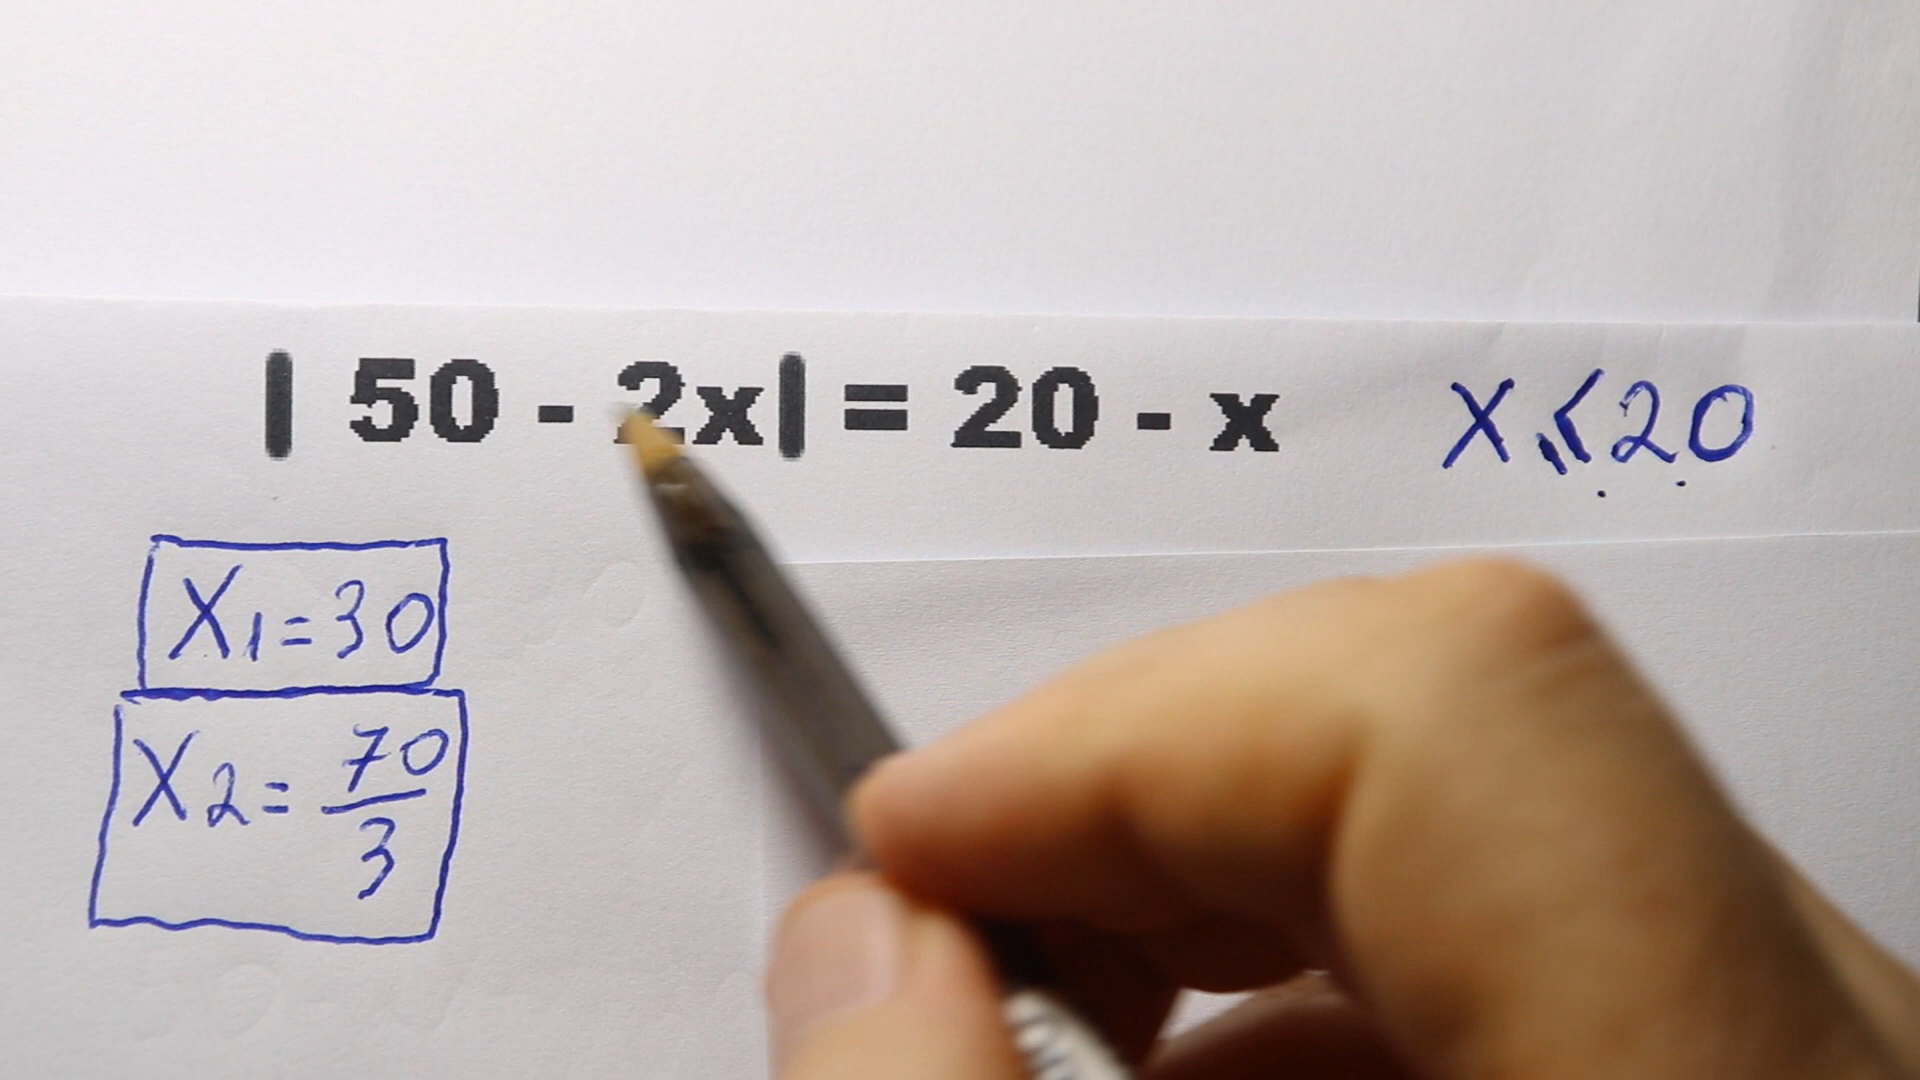 | 50 - 2x| = 20 - x x ⩽ 20
x₁=30
x₂= 70/3